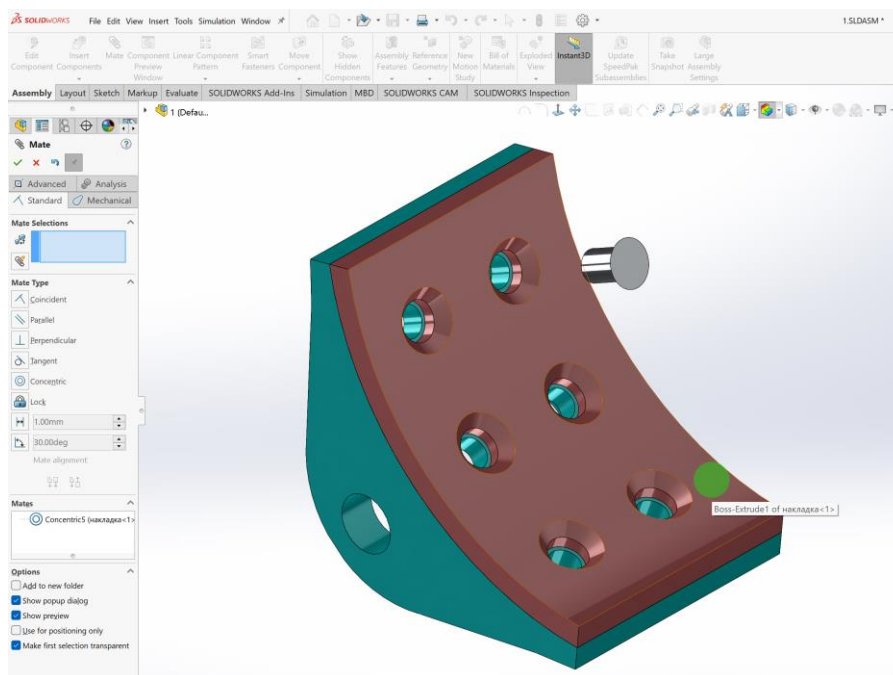 SOLIDWORKS File Edit View Insert Tools Simulation Window 1.SLDASM *
Edit Component
Insert Components
Mate
Component Preview Window
Linear Component Pattern
Smart Fasteners
Move Component
Show Hidden Components
Assembly Features
Reference Geometry
New Motion Study
Bill of Materials
Exploded View
Instant3D
Update SpeedPak Subassemblies
Take Snapshot
Large Assembly Settings
Assembly Layout Sketch Markup Evaluate SOLIDWORKS Add-Ins Simulation MBD SOLIDWORKS CAM SOLIDWORKS Inspection
1 (Defau...
Mate
Advanced Analysis
Standard Mechanical
Mate Selections
Mate Type
Coincident
Parallel
Perpendicular
Tangent
Concentric
Lock
1.00mm
30.00deg
Mate alignment:
Mates
Concentric5 (накладка<1>
Options
Add to new folder
Show popup dialog
Show preview
Use for positioning only
Make first selection transparent
Boss-Extrude1 of накладка<1>